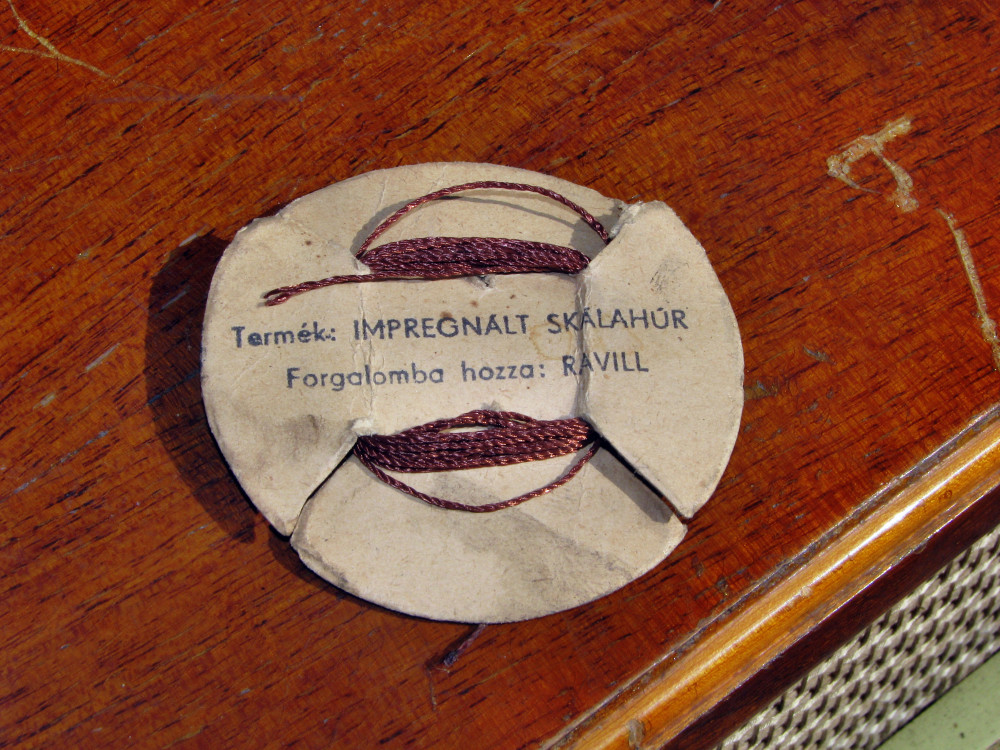 Termék: IMPREGNÁLT SKÁLAHÚR
Forgalomba hozza: RAVILL